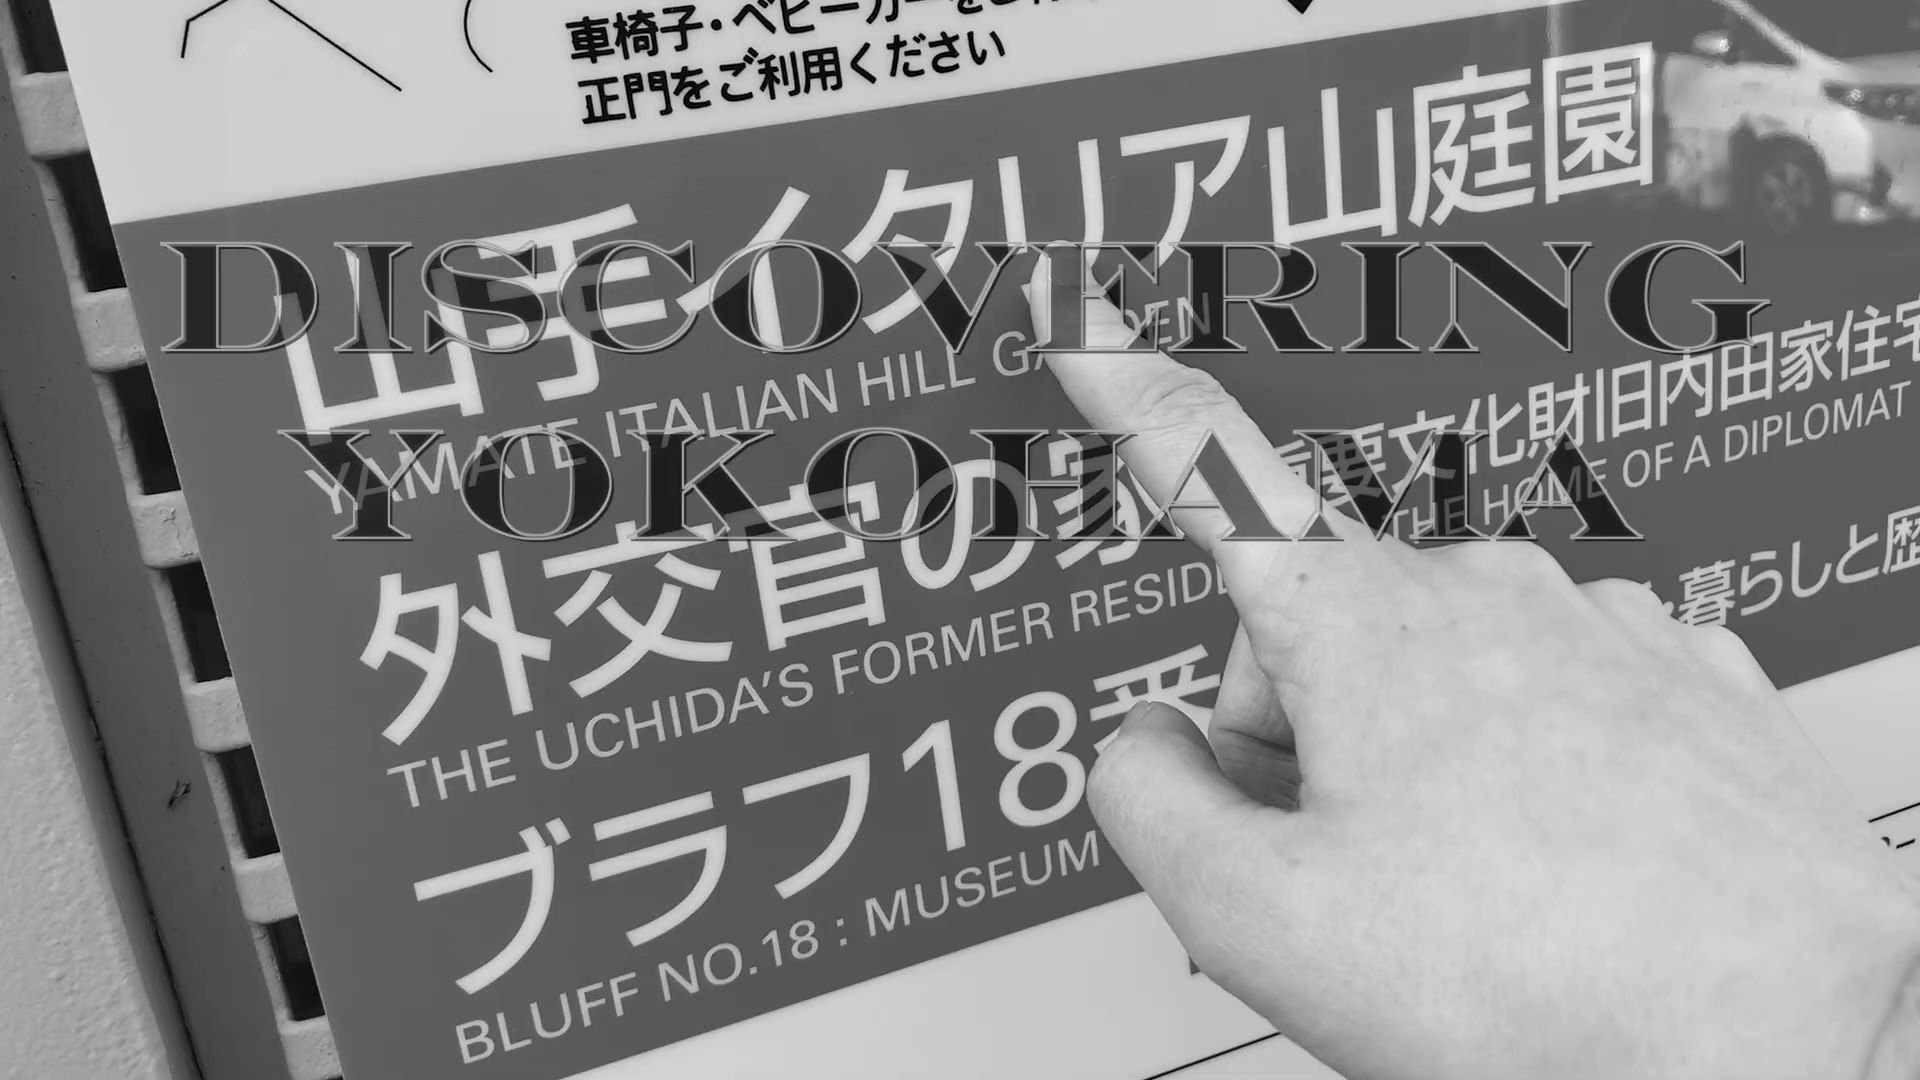 車椅子・ベビーカーをご利用
正門をご利用ください
山手イタリア山庭園
YAMATE ITALIAN HILL GARDEN
DISCOVERING
YOKOHAMA
外交官の家
重要文化財旧内田家住宅
THE UCHIDA'S FORMER
THE HOME OF A DIPLOMAT
ブラフ18番
暮らしと歴
BLUFF NO.18 : MUSEUM